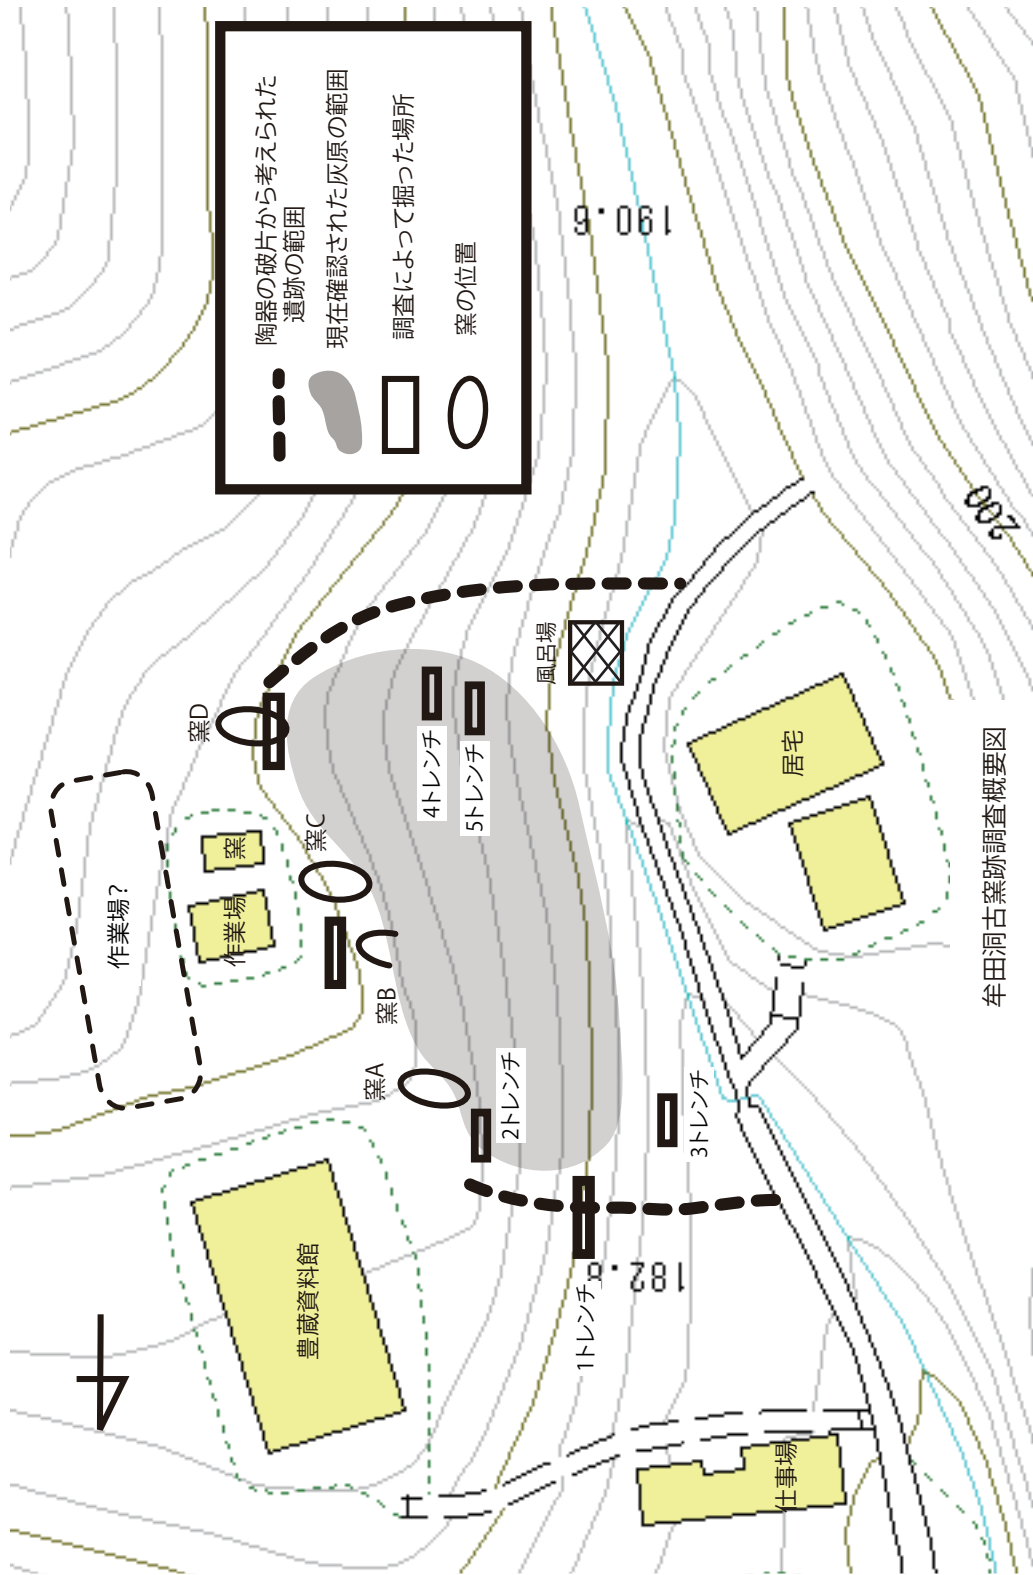 陶器の破片から考えられた
遺跡の範囲
現在確認された灰原の範囲
調査によって掘った場所
窯の位置
190.6
200
風呂場
窯D
4トレンチ
5トレンチ
居宅
窯
窯C
作業場?
作業場
窯B
窯A
2トレンチ
3トレンチ
豊蔵資料館
182.8
1トレンチ
仕事場
牟田洞古窯跡調査概要図